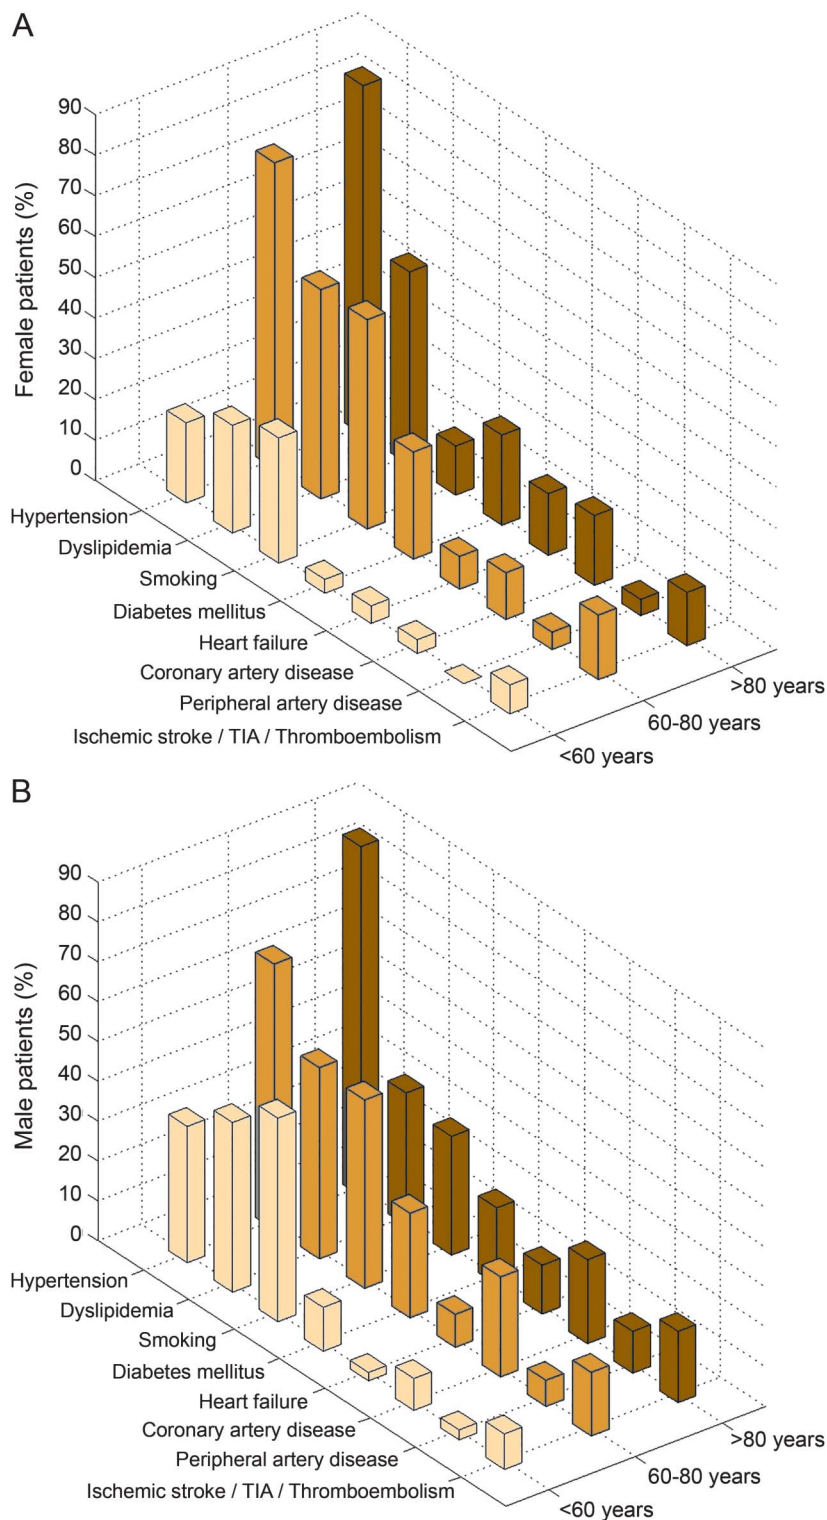 A
Female patients (%)
90
80
70
60
50
40
30
20
10
0
Hypertension
Dyslipidemia
Smoking
Diabetes mellitus
Heart failure
Coronary artery disease
Peripheral artery disease
Ischemic stroke / TIA / Thromboembolism
>80 years
60-80 years
<60 years
B
Male patients (%)
90
80
70
60
50
40
30
20
10
0
Hypertension
Dyslipidemia
Smoking
Diabetes mellitus
Heart failure
Coronary artery disease
Peripheral artery disease
Ischemic stroke / TIA / Thromboembolism
>80 years
60-80 years
<60 years